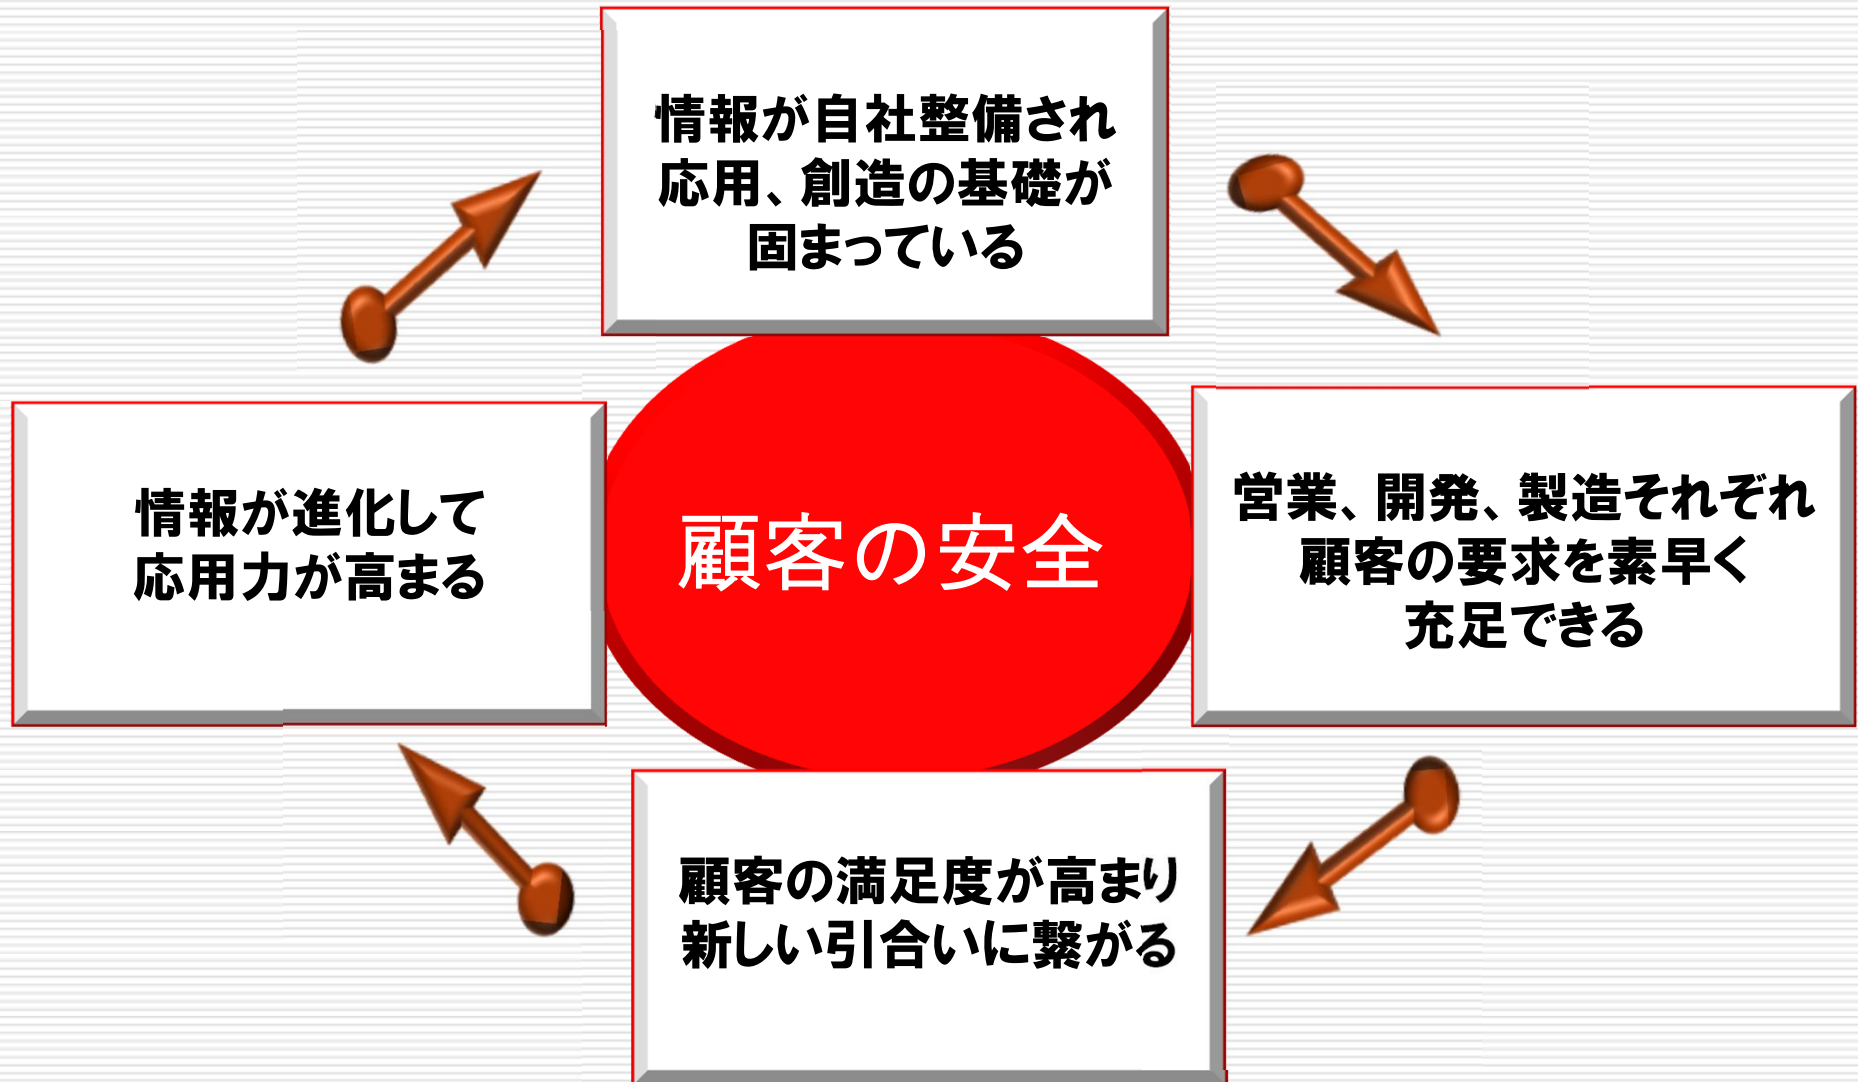 情報が自社整備され
応用、創造の基礎が
固まっている
情報が進化して
応用力が高まる
顧客の安全
営業、開発、製造それぞれ
顧客の要求を素早く
充足できる
顧客の満足度が高まり
新しい引合いに繋がる